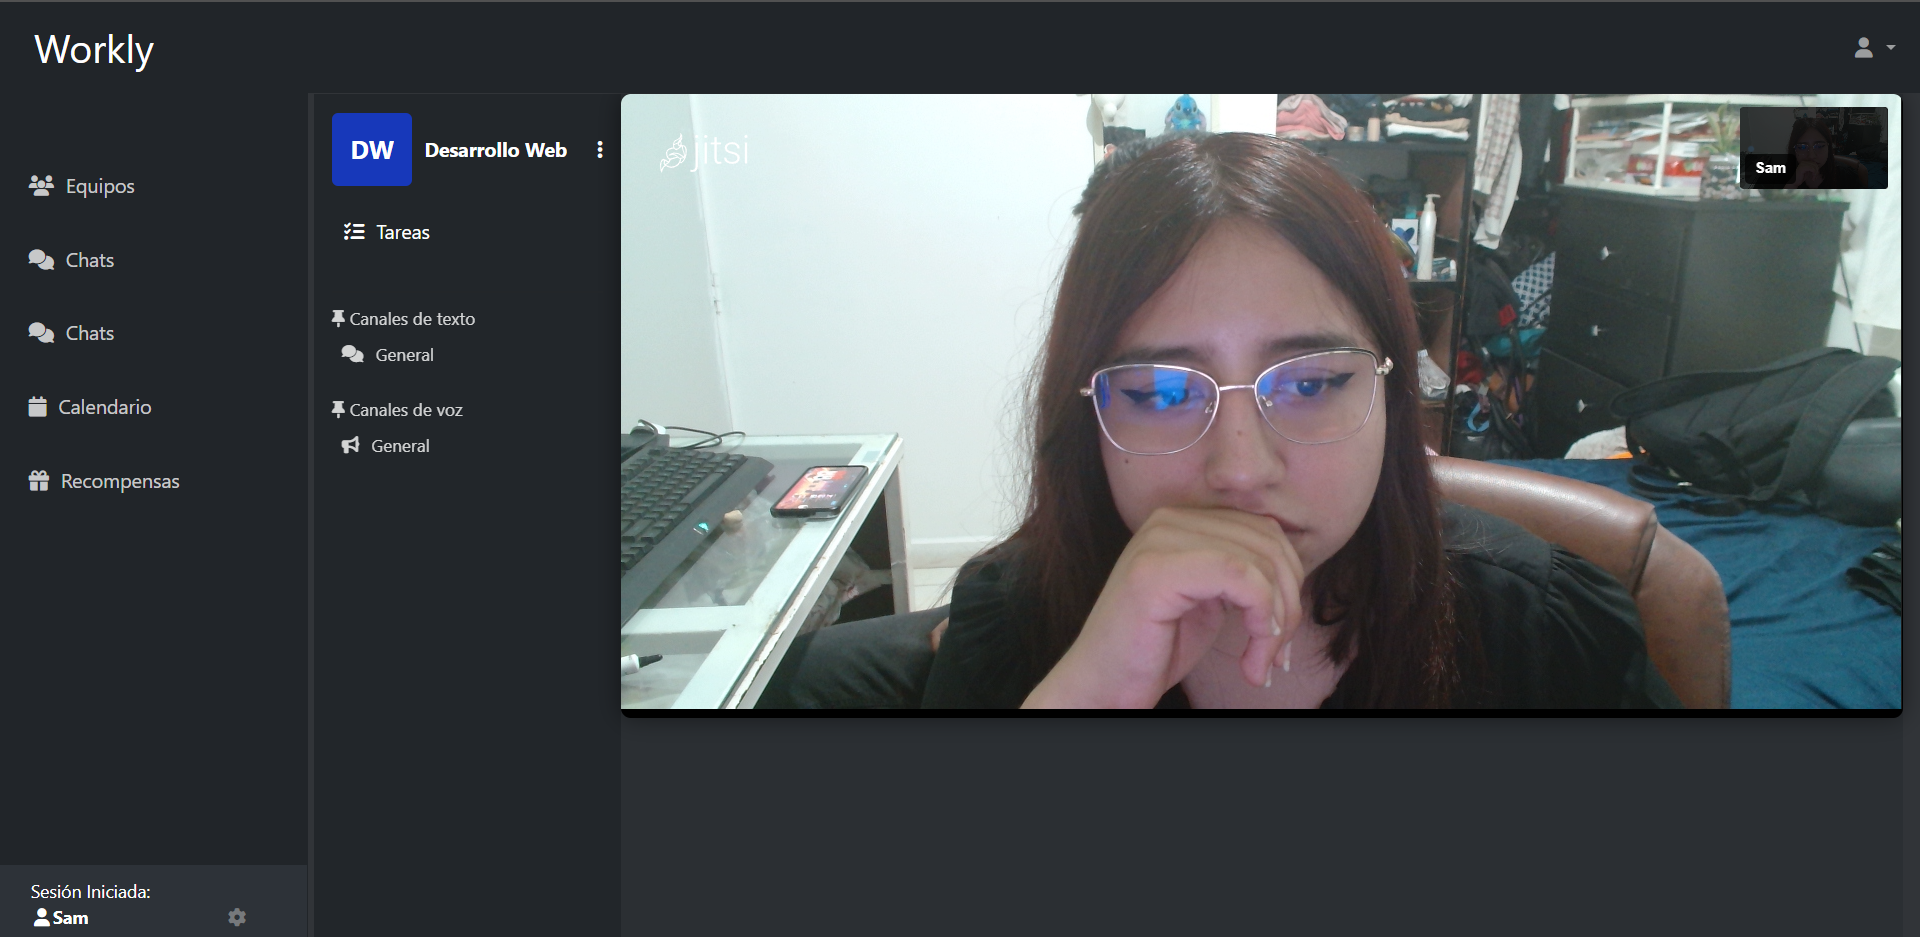 Workly
Equipos
Chats
Chats
Calendario
Recompensas
Sesión Iniciada:
Sam
DW
Desarrollo Web
Tareas
Canales de texto
General
Canales de voz
General
jitsi
Sam